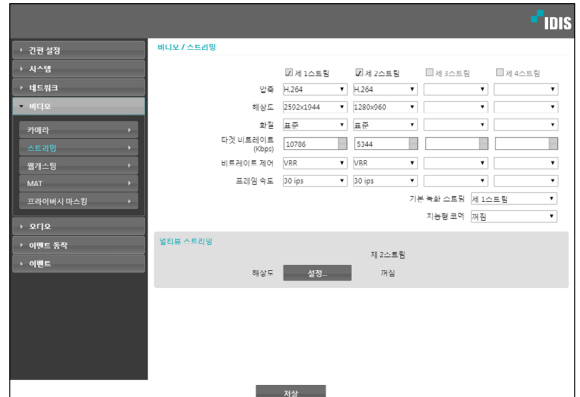 IDIS
간편 설정
시스템
네트워크
비디오
카메라
스트리밍
웹캐스팅
MAT
프라이버시 마스킹
오디오
이벤트 동작
이벤트
비디오 / 스트리밍
제 1스트림 제 2스트림 제 3스트림 제 4스트림
압축 H.264 H.264
해상도 2592x1944 1280x960
화질 표준 표준
타겟 비트레이트 (Kbps) 10786 5344
비트레이트 제어 VBR VBR
프레임 속도 30 ips 30 ips
기본 녹화 스트림 제 1스트림
지능형 코덱 꺼짐
멀티뷰 스트리밍
제 2스트림
해상도 설정... 꺼짐
저장